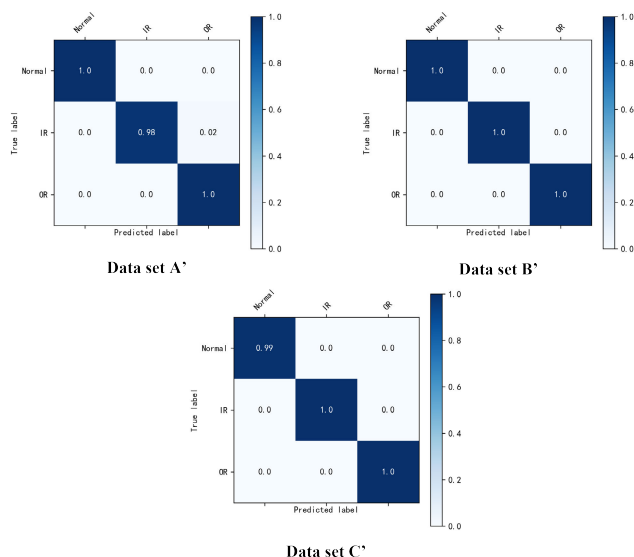 Normal IR OR
Normal 1.0 0.0 0.0
IR 0.0 0.98 0.02
OR 0.0 0.0 1.0
True label
Predicted label
1.0
0.8
0.6
0.4
0.2
0.0
Data set A’
Normal IR OR
Normal 1.0 0.0 0.0
IR 0.0 1.0 0.0
OR 0.0 0.0 1.0
True label
Predicted label
1.0
0.8
0.6
0.4
0.2
0.0
Data set B’
Normal IR OR
Normal 0.99 0.0 0.0
IR 0.0 1.0 0.0
OR 0.0 0.0 1.0
True label
Predicted label
1.0
0.8
0.6
0.4
0.2
0.0
Data set C’